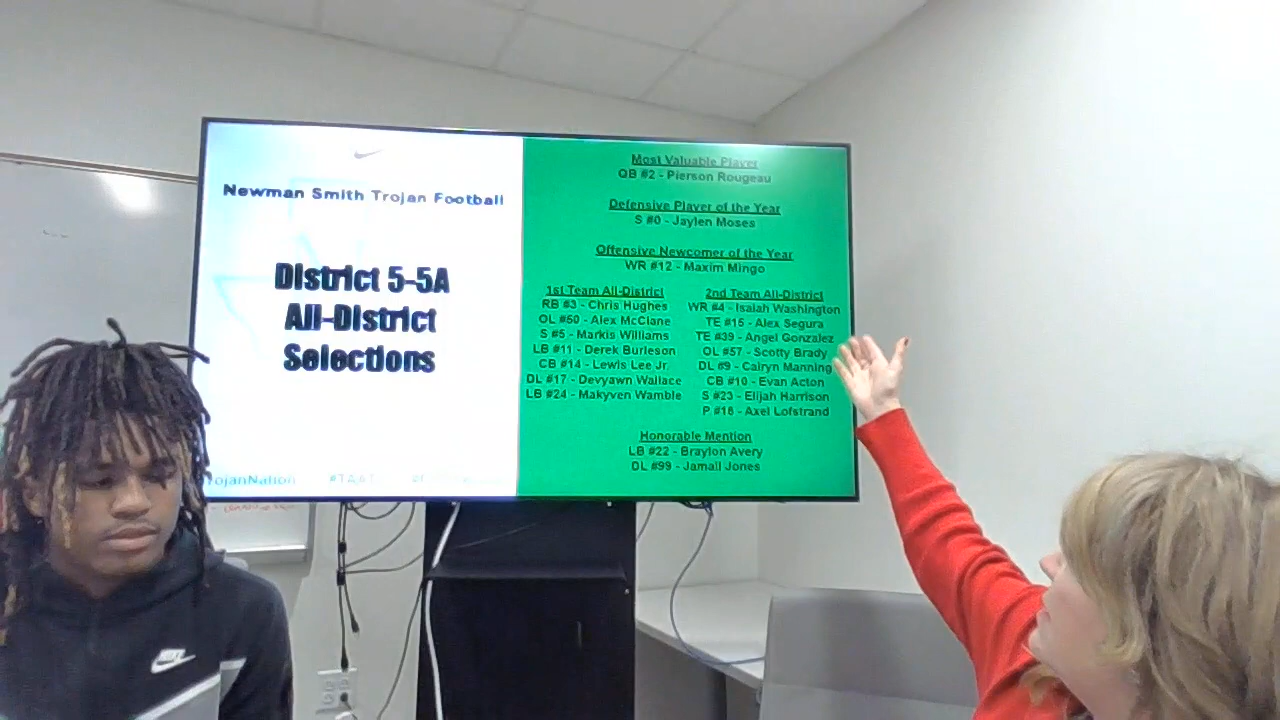 Newman Smith Trojan Football
District 5-5A
All-District
Selections
Most Valuable Player
QB #2 - Pierson Rougeau
Defensive Player of the Year
S #0 - Jaylen Moses
Offensive Newcomer of the Year
WR #12 - Maxim Mingo
1st Team All-District
RB #3 - Chris Hughes
OL #50 - Alex McClane
S #5 - Markis Williams
LB #11 - Derek Burleson
CB #14 - Lewis Lee Jr.
DL #17 - Devyawn Wallace
LB #24 - Makyven Wamble
2nd Team All-District
WR #4 - Isaiah Washington
TE #15 - Alex Segura
TE #39 - Angel Gonzalez
OL #57 - Scotty Brady
DL #9 - Cairyn Manning
CB #10 - Evan Acton
S #23 - Elijah Harrison
P #16 - Axel Lofstrand
Honorable Mention
LB #22 - Braylon Avery
DL #99 - Jamall Jones
rojanNation
NIKE